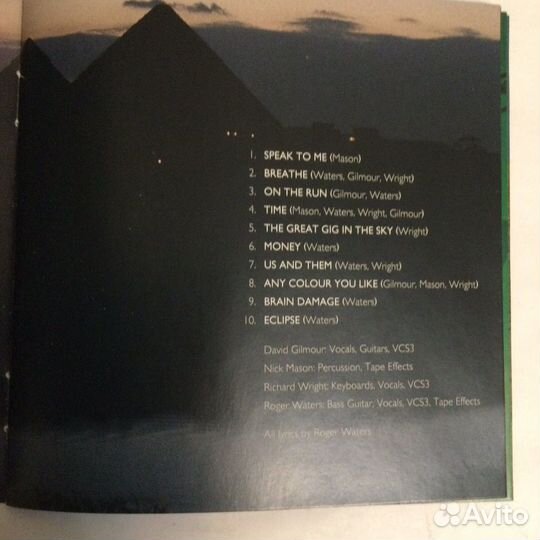 1. SPEAK TO ME (Mason)
2. BREATHE (Waters, Gilmour, Wright)
3. ON THE RUN (Gilmour, Waters)
4. TIME (Mason, Waters, Wright, Gilmour)
5. THE GREAT GIG IN THE SKY (Wright)
6. MONEY (Waters)
7. US AND THEM (Waters, Wright)
8. ANY COLOUR YOU LIKE (Gilmour, Mason, Wright)
9. BRAIN DAMAGE (Waters)
10. ECLIPSE (Waters)
David Gilmour: Vocals, Guitars, VCS3
Nick Mason: Percussion, Tape Effects
Richard Wright: Keyboards, Vocals, VCS3
Roger Waters: Bass Guitar, Vocals, VCS3, Tape Effects
All lyrics by Roger Waters
Avito